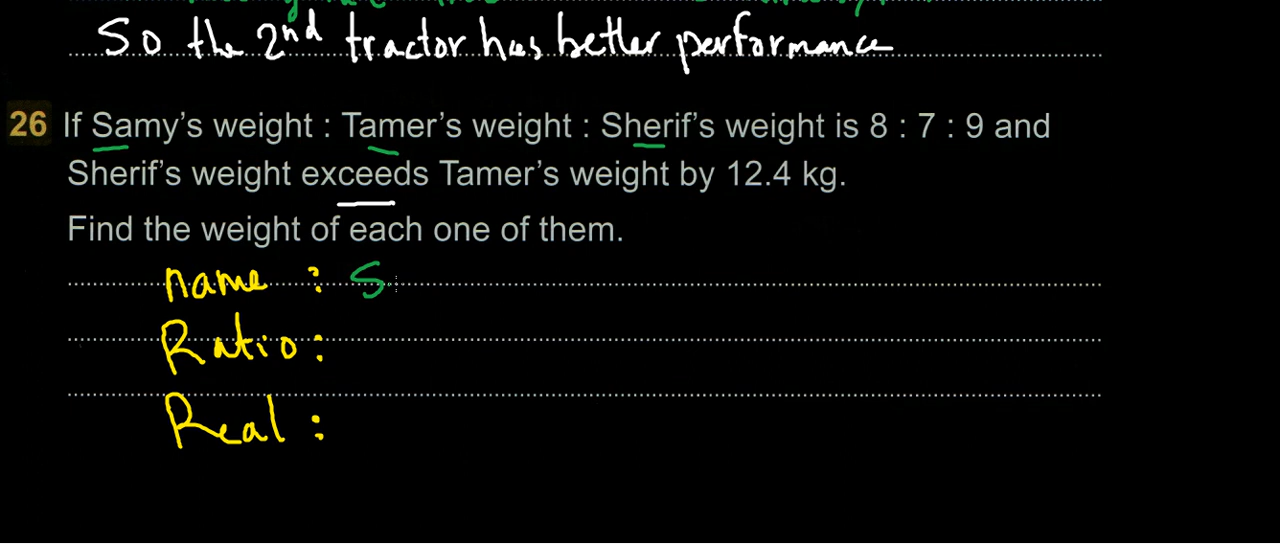 So the 2nd tractor has better performance
26 If Samy's weight : Tamer's weight : Sherif's weight is 8 : 7 : 9 and
Sherif's weight exceeds Tamer's weight by 12.4 kg.
Find the weight of each one of them.
name : S
Ratio :
Real :